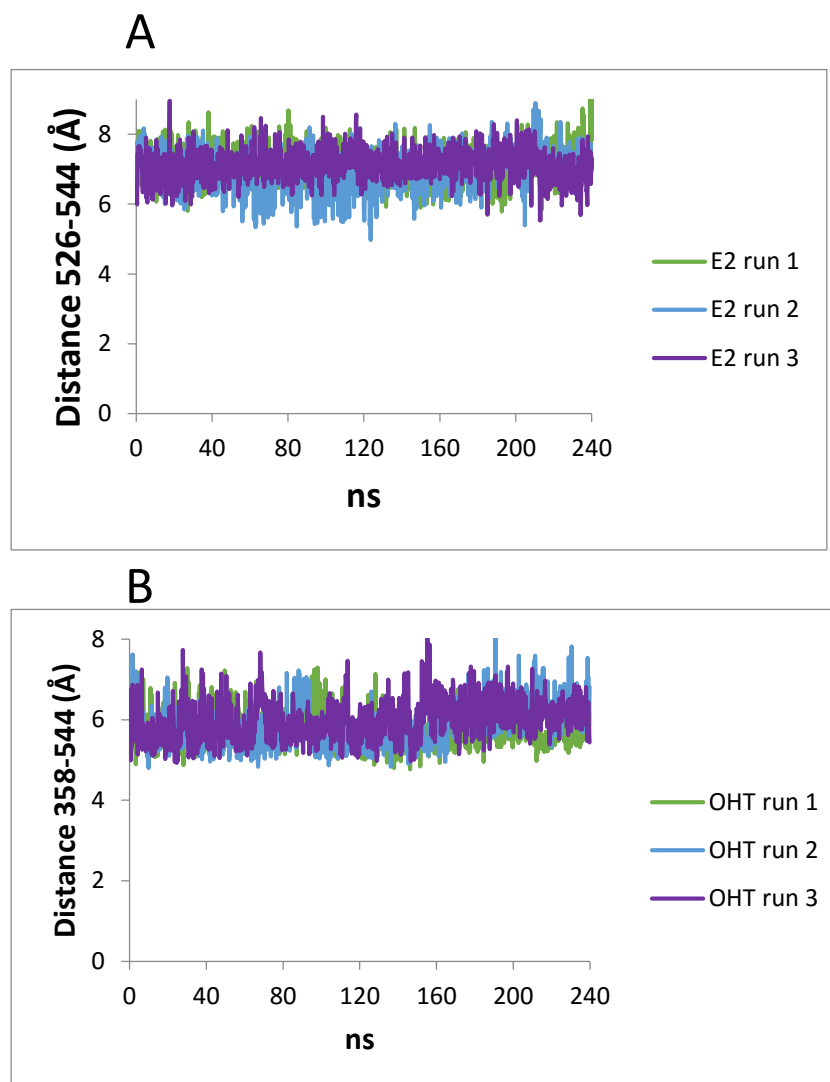 A
Distance 526-544 (Å)
8
6
4
2
0
0 40 80 120 160 200 240
ns
E2 run 1
E2 run 2
E2 run 3
B
Distance 358-544 (Å)
8
6
4
2
0
0 40 80 120 160 200 240
ns
OHT run 1
OHT run 2
OHT run 3